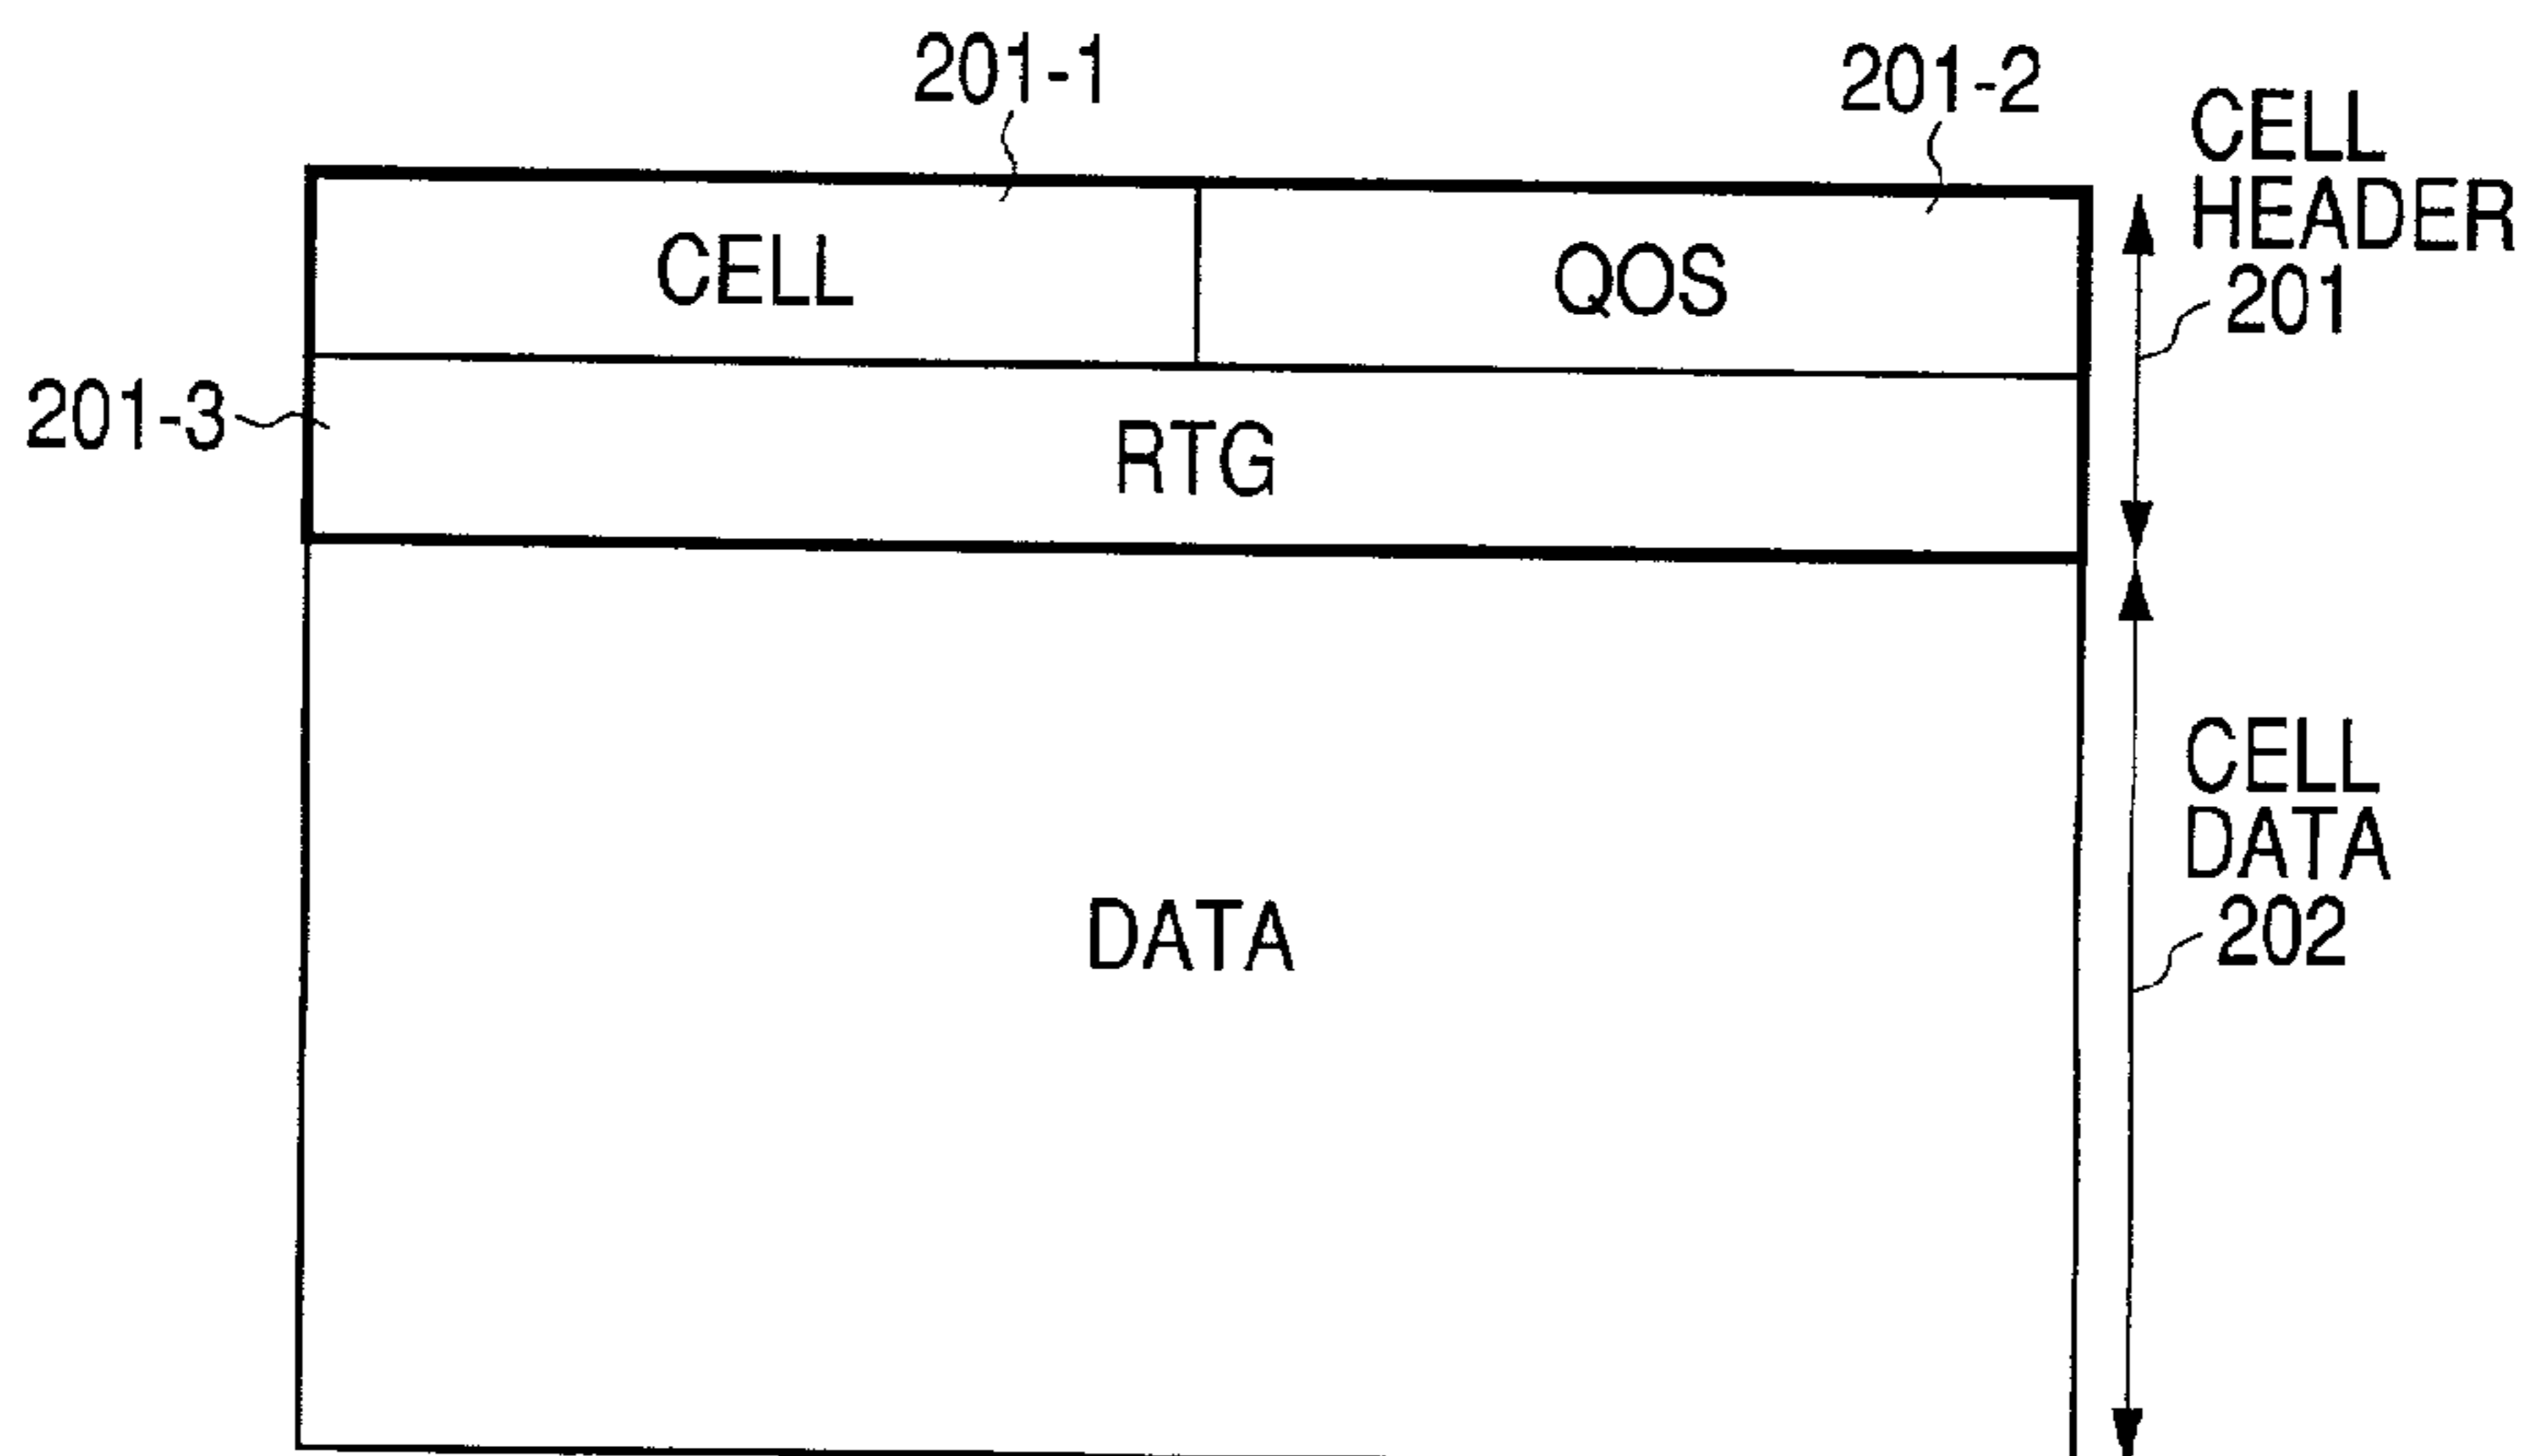 201-1
201-2
CELL
HEADER
201
CELL
QOS
201-3
RTG
CELL
DATA
202
DATA